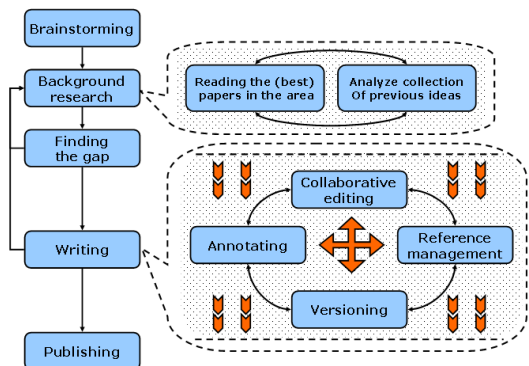 Brainstorming
Background
research
Reading the (best)
papers in the area
Analyze collection
Of previous ideas
Finding
the gap
Collaborative
editing
Writing
Annotating
Reference
management
Versioning
Publishing